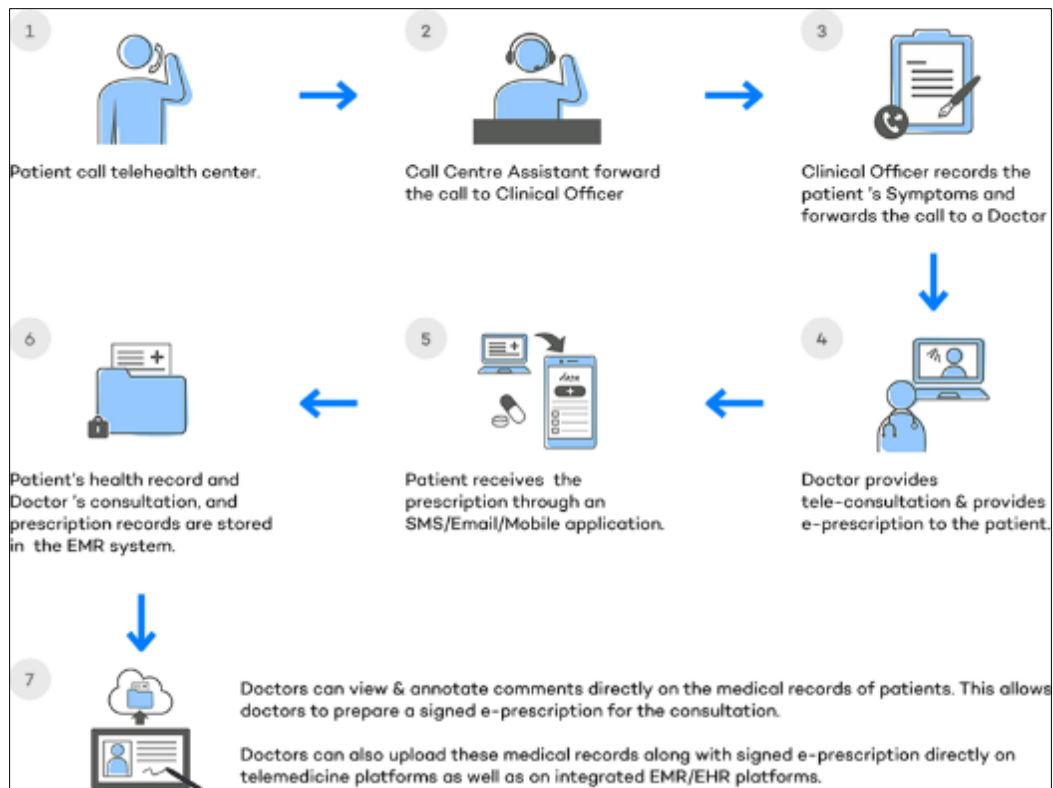 1
Patient call telehealth center.
2
Call Centre Assistant forward
the call to Clinical Officer
3
Clinical Officer records the
patient 's Symptoms and
forwards the call to a Doctor
4
Doctor provides
tele-consultation & provides
e-prescription to the patient.
5
Patient receives the
prescription through an
SMS/Email/Mobile application.
6
Patient's health record and
Doctor 's consultation, and
prescription records are stored
in the EMR system.
7
Doctors can view & annotate comments directly on the medical records of patients. This allows
doctors to prepare a signed e-prescription for the consultation.
Doctors can also upload these medical records along with signed e-prescription directly on
telemedicine platforms as well as on integrated EMR/EHR platforms.